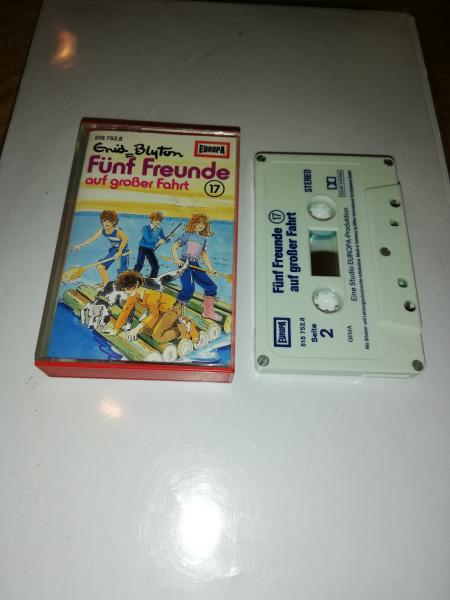 515 752.8
Enid Blyton
EUROPA
Fünf Freunde
auf großer Fahrt
17
EUROPA
515 752.8
Seite
2
Fünf Freunde 17
auf großer Fahrt
STEREO
GEMA
Eine Studio EUROPA-Produktion